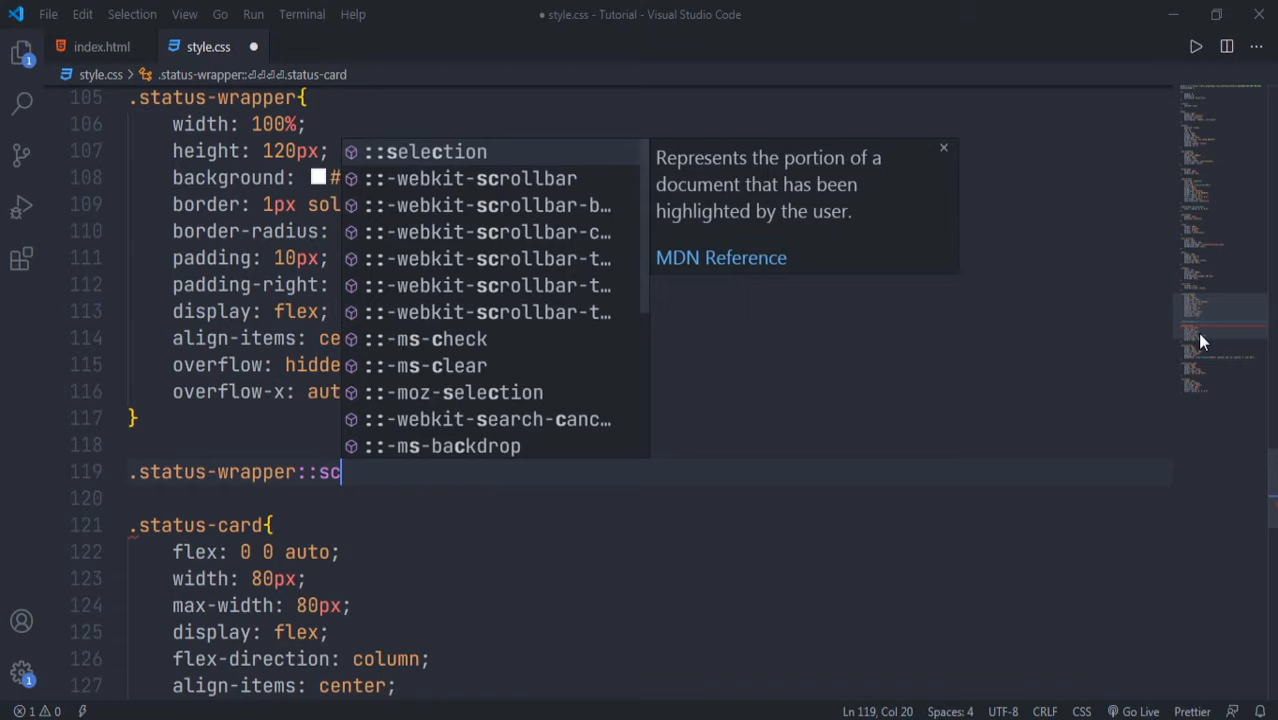 File Edit Selection View Go Run Terminal Help
● style.css - Tutorial - Visual Studio Code
index.html style.css
style.css > .status-wrapper::⏎⏎⏎⏎.status-card
105 .status-wrapper{
106 width: 100%;
107 height: 120px;
108 background: #
109 border: 1px sol
110 border-radius:
111 padding: 10px;
112 padding-right:
113 display: flex;
114 align-items: ce
115 overflow: hidde
116 overflow-x: aut
117 }
118
119 .status-wrapper::sc
120
121 .status-card{
122 flex: 0 0 auto;
123 width: 80px;
124 max-width: 80px;
125 display: flex;
126 flex-direction: column;
127 align-items: center;
::selection
::-webkit-scrollbar
::-webkit-scrollbar-b…
::-webkit-scrollbar-c…
::-webkit-scrollbar-t…
::-webkit-scrollbar-t…
::-webkit-scrollbar-t…
::-ms-check
::-ms-clear
::-moz-selection
::-webkit-search-canc…
::-ms-backdrop
Represents the portion of a
document that has been
highlighted by the user.
MDN Reference
1
1
1 0
Ln 119, Col 20 Spaces: 4 UTF-8 CRLF CSS Go Live Prettier